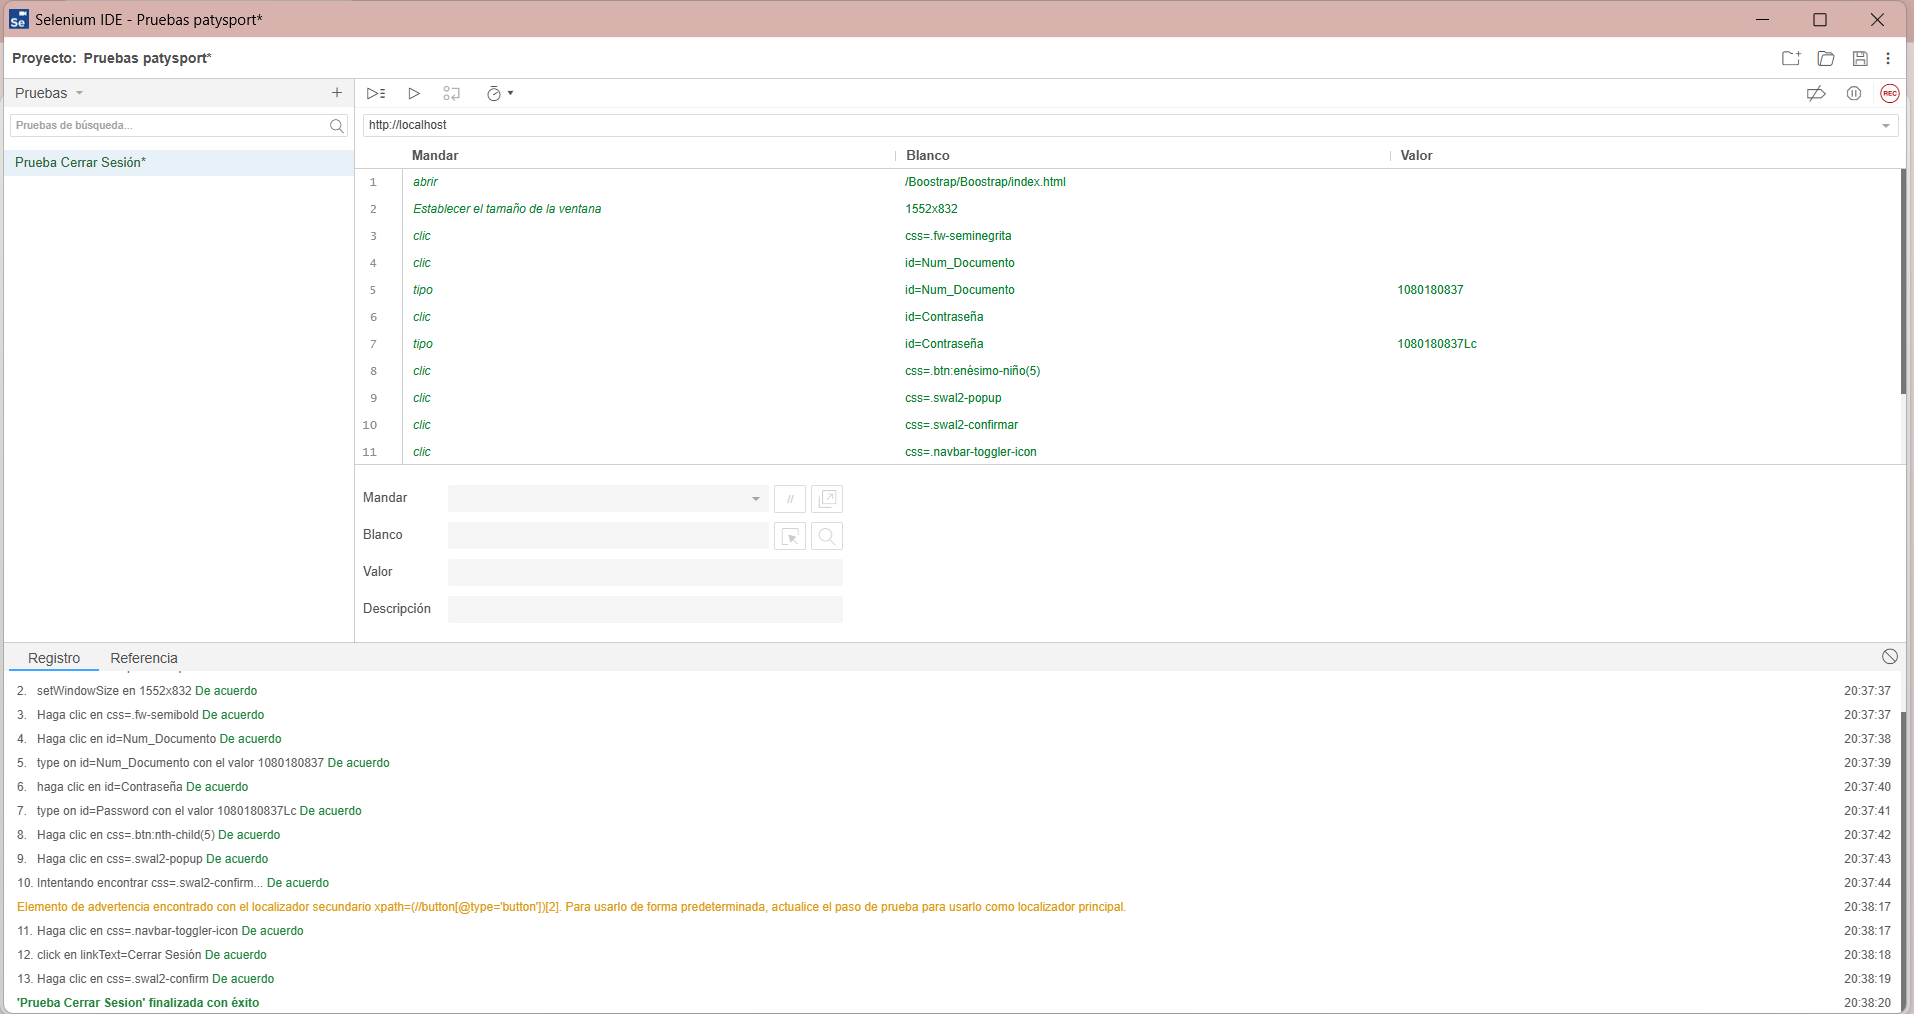 Selenium IDE - Pruebas patysport*
Proyecto: Pruebas patysport*
Pruebas
+
REC
Pruebas de búsqueda...
http://localhost
Prueba Cerrar Sesión*
Mandar Blanco Valor
1 abrir /Boostrap/Boostrap/index.html
2 Establecer el tamaño de la ventana 1552x832
3 clic css=.fw-seminegrita
4 clic id=Num_Documento
5 tipo id=Num_Documento 1080180837
6 clic id=Contraseña
7 tipo id=Contraseña 1080180837Lc
8 clic css=.btn:enésimo-niño(5)
9 clic css=.swal2-popup
10 clic css=.swal2-confirmar
11 clic css=.navbar-toggler-icon
Mandar //
Blanco
Valor
Descripción
Registro Referencia
2. setWindowSize en 1552x832 De acuerdo 20:37:37
3. Haga clic en css=.fw-semibold De acuerdo 20:37:37
4. Haga clic en id=Num_Documento De acuerdo 20:37:38
5. type on id=Num_Documento con el valor 1080180837 De acuerdo 20:37:39
6. haga clic en id=Contraseña De acuerdo 20:37:40
7. type on id=Password con el valor 1080180837Lc De acuerdo 20:37:41
8. Haga clic en css=.btn:nth-child(5) De acuerdo 20:37:42
9. Haga clic en css=.swal2-popup De acuerdo 20:37:43
10. Intentando encontrar css=.swal2-confirm... De acuerdo 20:37:44
Elemento de advertencia encontrado con el localizador secundario xpath=(//button[@type='button'])[2]. Para usarlo de forma predeterminada, actualice el paso de prueba para usarlo como localizador principal. 20:38:17
11. Haga clic en css=.navbar-toggler-icon De acuerdo 20:38:17
12. click en linkText=Cerrar Sesión De acuerdo 20:38:18
13. Haga clic en css=.swal2-confirm De acuerdo 20:38:19
'Prueba Cerrar Sesion' finalizada con éxito 20:38:20